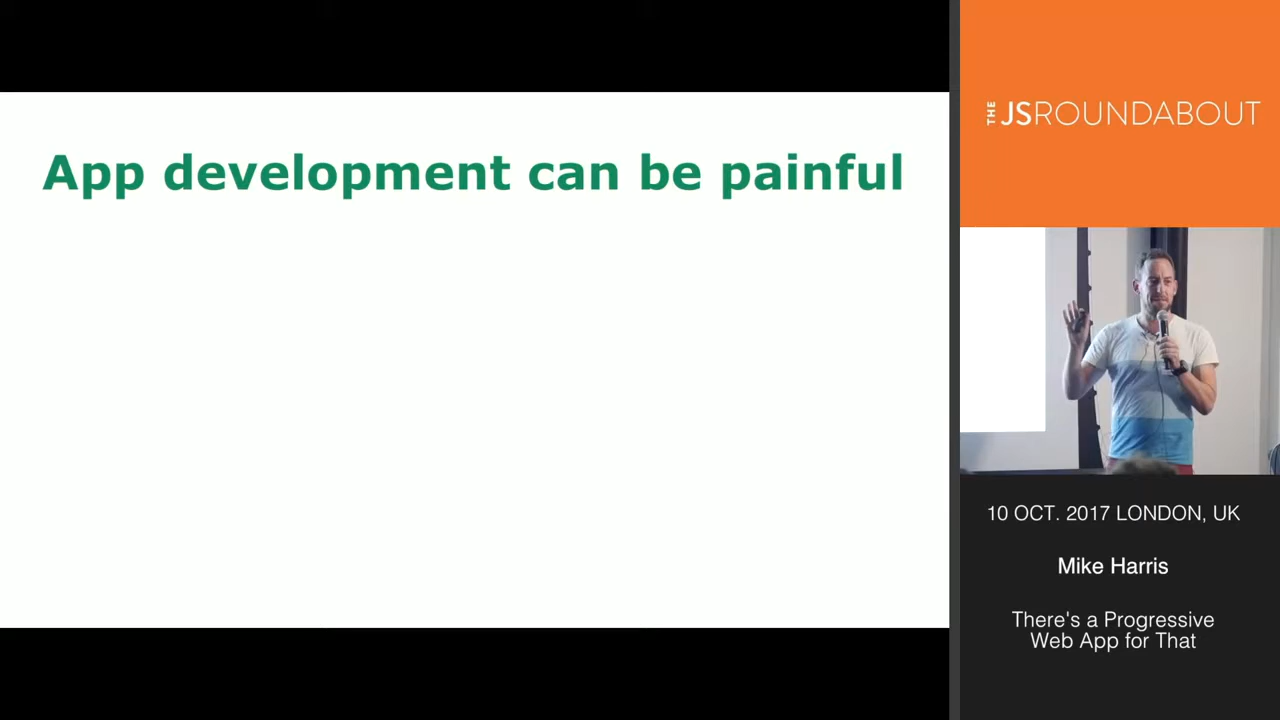 App development can be painful
THE JSROUNDABOUT
10 OCT. 2017 LONDON, UK
Mike Harris
There's a Progressive
Web App for That